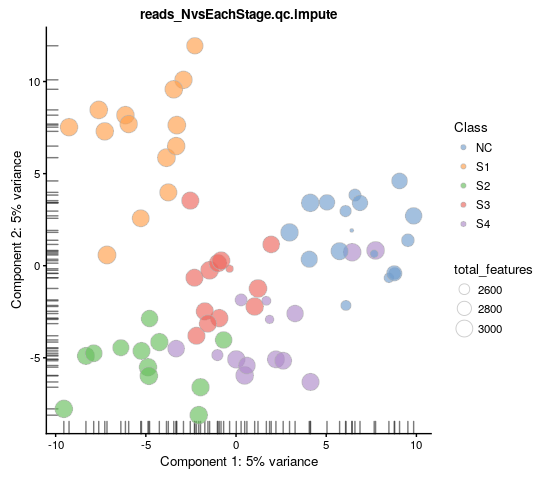 reads_NvsEachStage.qc.Impute
10
5
0
-5
-10
-5
0
5
10
Component 2: 5% variance
Component 1: 5% variance
Class
NC
S1
S2
S3
S4
total_features
2600
2800
3000